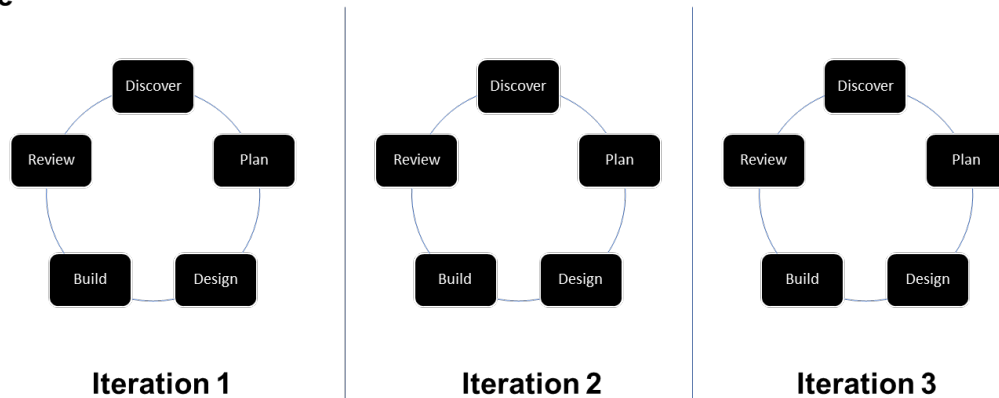 Discover
Review
Plan
Build
Design
Iteration 1
Discover
Review
Plan
Build
Design
Iteration 2
Discover
Review
Plan
Build
Design
Iteration 3